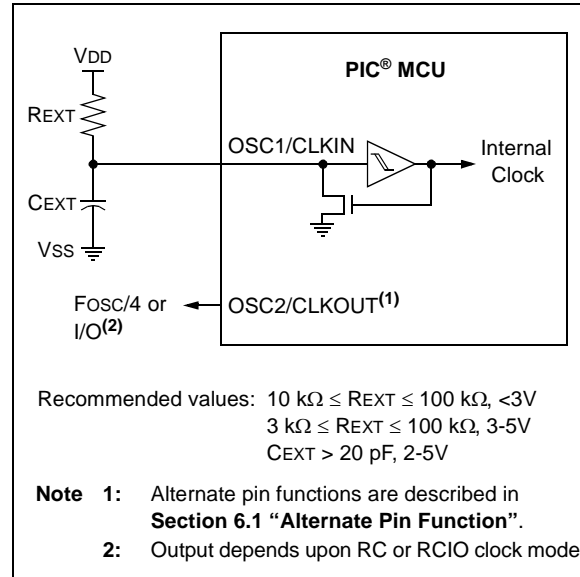 VDD
PIC® MCU
REXT
OSC1/CLKIN
Internal
Clock
CEXT
VSS
FOSC/4 or
I/O(2)
OSC2/CLKOUT(1)
Recommended values: 10 kΩ ≤ REXT ≤ 100 kΩ, <3V
3 kΩ ≤ REXT ≤ 100 kΩ, 3-5V
CEXT > 20 pF, 2-5V
Note 1: Alternate pin functions are described in
Section 6.1 “Alternate Pin Function”.
2: Output depends upon RC or RCIO clock mode